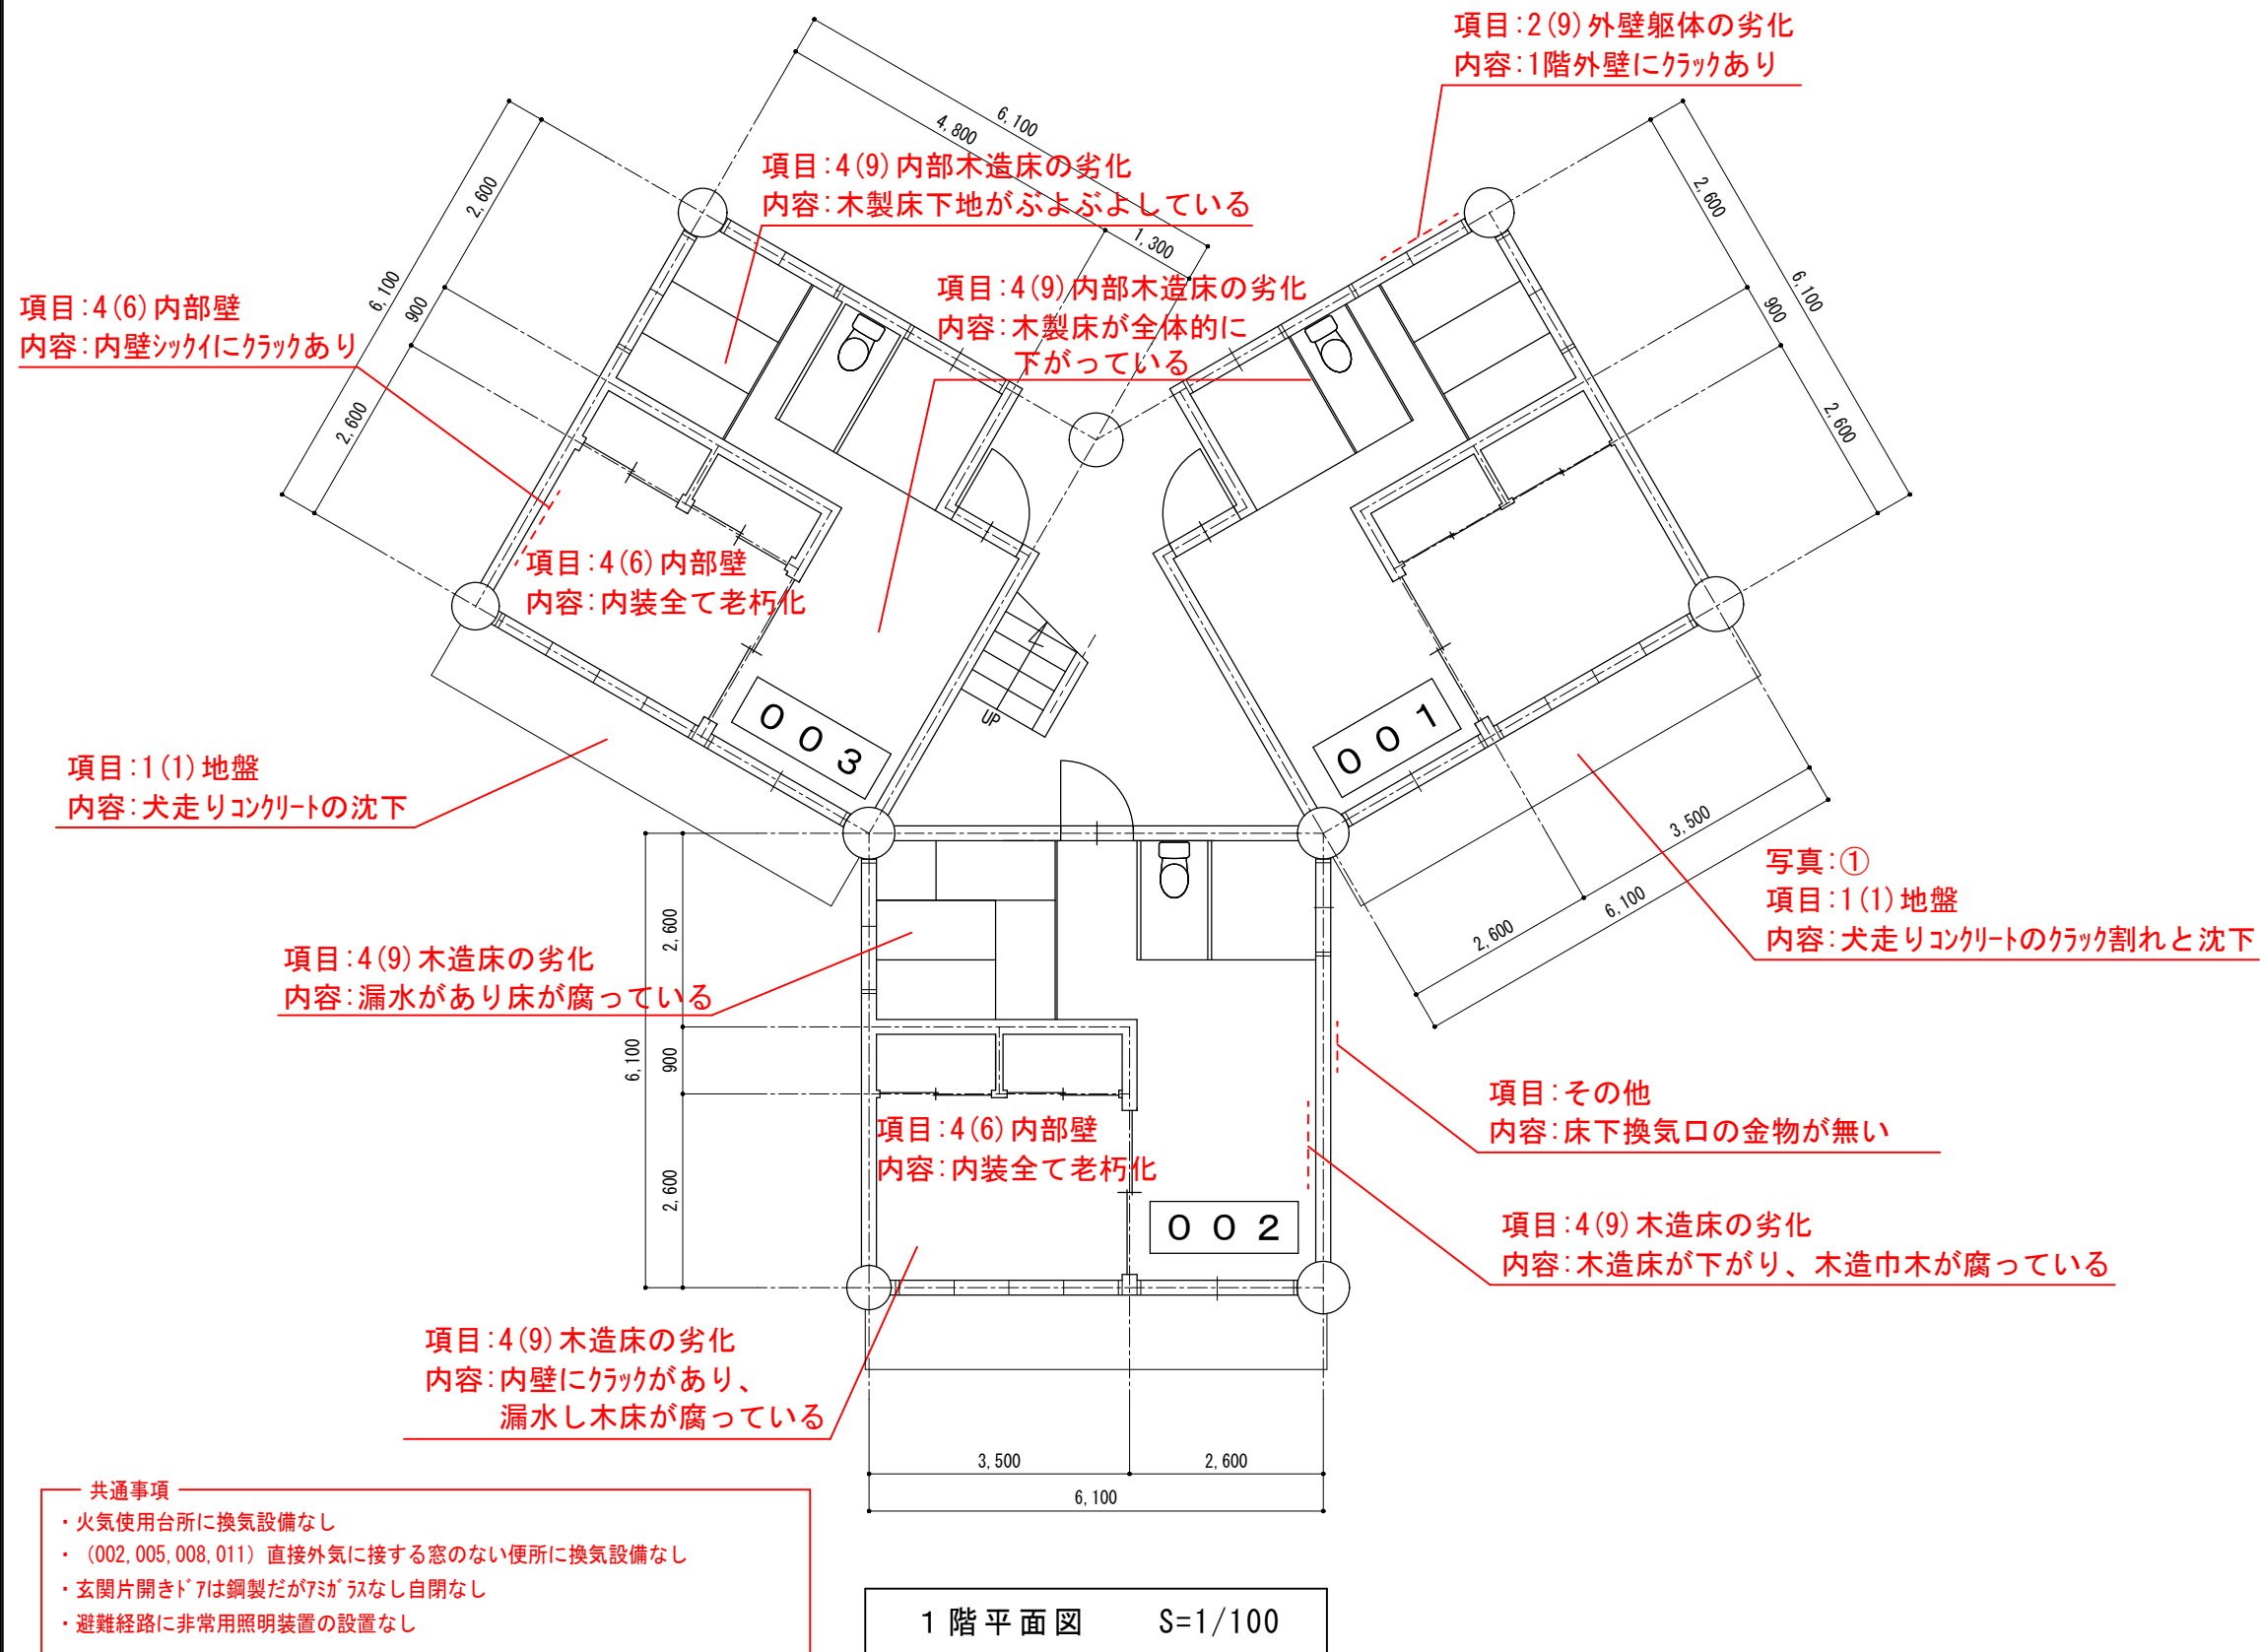 項目:2(9)外壁躯体の劣化
内容:1階外壁にｸﾗｯｸあり
6,100
4,800
1,300
項目:4(9)内部木造床の劣化
内容:木製床下地がぶよぶよしている
2,600
900
2,600
6,100
2,600
900
2,600
6,100
項目:4(9)内部木造床の劣化
内容:木製床が全体的に
下がっている
項目:4(6)内部壁
内容:内壁ｼｯｸｲにｸﾗｯｸあり
項目:4(6)内部壁
内容:内装全て老朽化
003
UP
001
項目:1(1)地盤
内容:犬走りｺﾝｸﾘｰﾄの沈下
3,500
2,600
6,100
写真:①
項目:1(1)地盤
内容:犬走りｺﾝｸﾘｰﾄのｸﾗｯｸ割れと沈下
2,600
900
2,600
6,100
項目:4(9)木造床の劣化
内容:漏水があり床が腐っている
項目:その他
内容:床下換気口の金物が無い
項目:4(6)内部壁
内容:内装全て老朽化
002
項目:4(9)木造床の劣化
内容:木造床が下がり、木造巾木が腐っている
項目:4(9)木造床の劣化
内容:内壁にｸﾗｯｸがあり、
漏水し木床が腐っている
3,500
2,600
6,100
共通事項
・火気使用台所に換気設備なし
・（002,005,008,011）直接外気に接する窓のない便所に換気設備なし
・玄関片開きﾄﾞｱは鋼製だがｱﾐｶﾞﾗｽなし自閉なし
・避難経路に非常用照明装置の設置なし
1階平面図 S=1/100